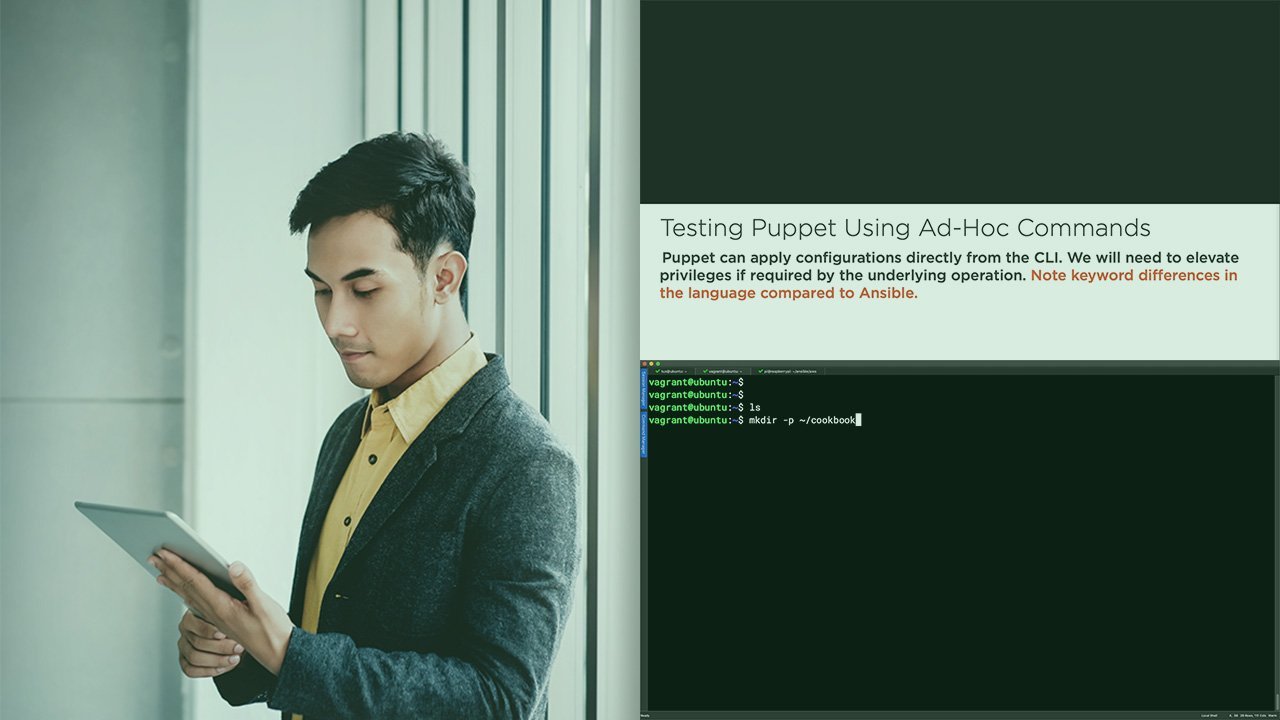 Testing Puppet Using Ad-Hoc Commands
Puppet can apply configurations directly from the CLI. We will need to elevate
privileges if required by the underlying operation. Note keyword differences in
the language compared to Ansible.
vagrant@ubuntu:~$
vagrant@ubuntu:~$
vagrant@ubuntu:~$ ls
vagrant@ubuntu:~$ mkdir -p ~/cookbook